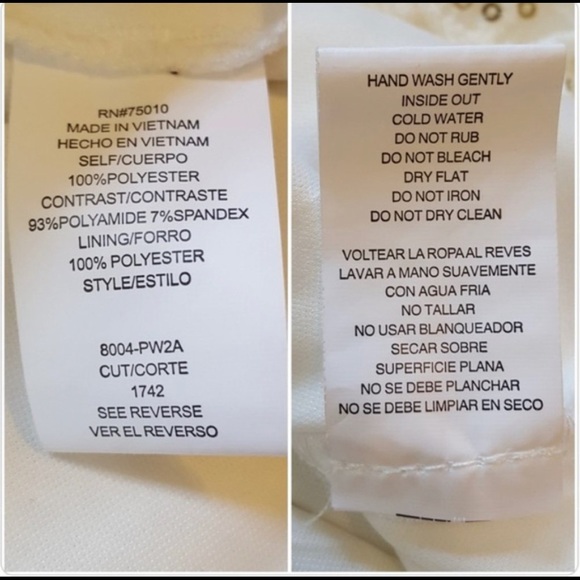 RN#75010
MADE IN VIETNAM
HECHO EN VIETNAM
SELF/CUERPO
100%POLYESTER
CONTRAST/CONTRASTE
93%POLYAMIDE 7%SPANDEX
LINING/FORRO
100% POLYESTER
STYLE/ESTILO
8004-PW2A
CUT/CORTE
1742
SEE REVERSE
VER EL REVERSO
HAND WASH GENTLY
INSIDE OUT
COLD WATER
DO NOT RUB
DO NOT BLEACH
DRY FLAT
DO NOT IRON
DO NOT DRY CLEAN
VOLTEAR LA ROPA AL REVES
LAVAR A MANO SUAVEMENTE
CON AGUA FRIA
NO TALLAR
NO USAR BLANQUEADOR
SECAR SOBRE
SUPERFICIE PLANA
NO SE DEBE PLANCHAR
NO SE DEBE LIMPIAR EN SECO